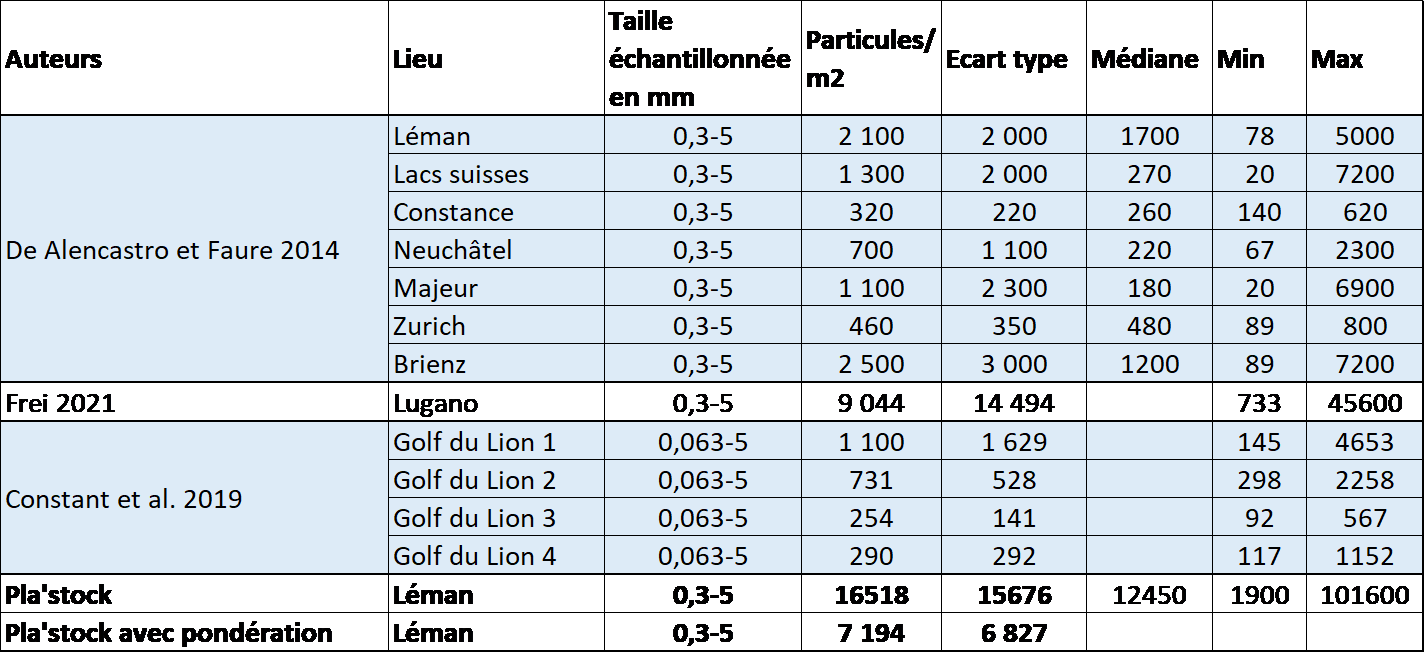 Auteurs Lieu Taille échantillonnée en mm Particules/ m2 Ecart type Médiane Min Max
De Alencastro et Faure 2014
Léman 0,3-5 2 100 2 000 1700 78 5000
Lacs suisses 0,3-5 1 300 2 000 270 20 7200
Constance 0,3-5 320 220 260 140 620
Neuchâtel 0,3-5 700 1 100 220 67 2300
Majeur 0,3-5 1 100 2 300 180 20 6900
Zurich 0,3-5 460 350 480 89 800
Brienz 0,3-5 2 500 3 000 1200 89 7200
Frei 2021 Lugano 0,3-5 9 044 14 494 733 45600
Constant et al. 2019
Golf du Lion 1 0,063-5 1 100 1 629 145 4653
Golf du Lion 2 0,063-5 731 528 298 2258
Golf du Lion 3 0,063-5 254 141 92 567
Golf du Lion 4 0,063-5 290 292 117 1152
Pla'stock Léman 0,3-5 16518 15676 12450 1900 101600
Pla'stock avec pondération Léman 0,3-5 7 194 6 827